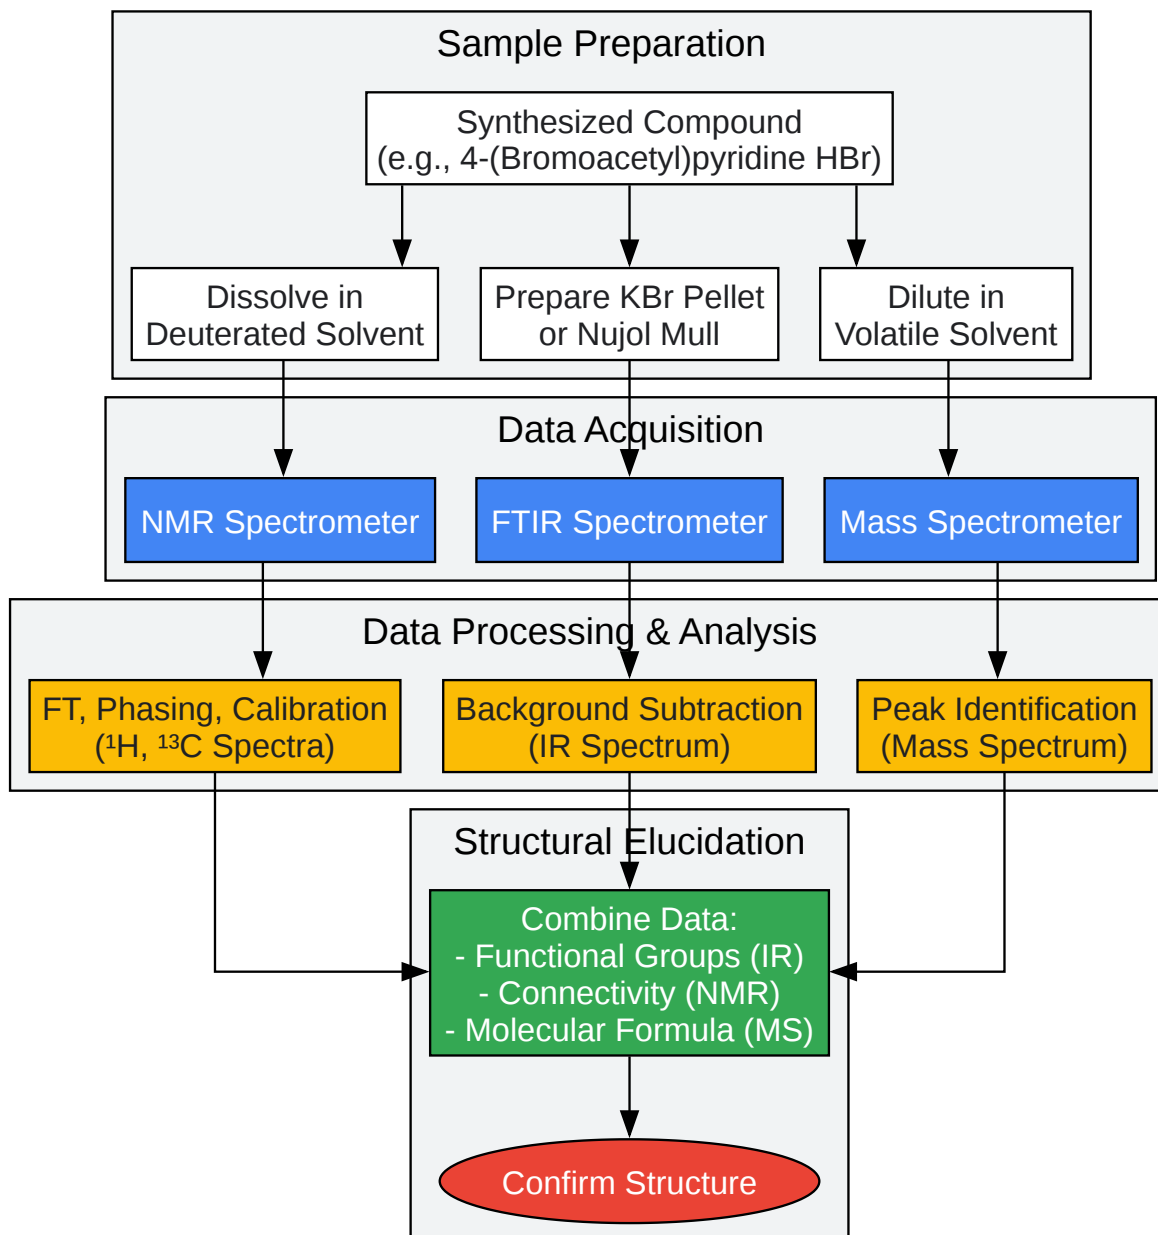 Sample Preparation
Synthesized Compound
(e.g., 4-(Bromoacetyl)pyridine HBr)
Dissolve in
Deuterated Solvent
Prepare KBr Pellet
or Nujol Mull
Dilute in
Volatile Solvent
Data Acquisition
NMR Spectrometer
FTIR Spectrometer
Mass Spectrometer
Data Processing & Analysis
FT, Phasing, Calibration
(¹H, ¹³C Spectra)
Background Subtraction
(IR Spectrum)
Peak Identification
(Mass Spectrum)
Structural Elucidation
Combine Data:
- Functional Groups (IR)
- Connectivity (NMR)
- Molecular Formula (MS)
Confirm Structure